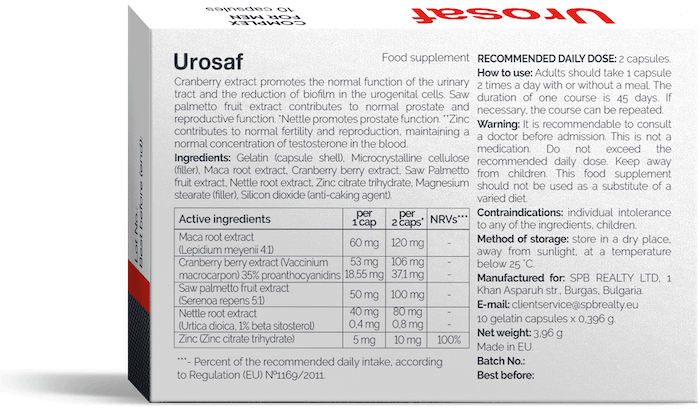 Urosaf
COMPLEX
FOR MEN
10 capsules
Lot No.:
Best before (end):
Urosaf
Food supplement
Cranberry extract promotes the normal function of the urinary
tract and the reduction of biofilm in the urogenital cells. Saw
palmetto fruit extract contributes to normal prostate and
reproductive function. *Nettle promotes prostate function. **Zinc
contributes to normal fertility and reproduction, maintaining a
normal concentration of testosterone in the blood.
Ingredients: Gelatin (capsule shell), Microcrystalline cellulose
(filler), Maca root extract, Cranberry berry extract, Saw Palmetto
fruit extract, Nettle root extract, Zinc citrate trihydrate, Magnesium
stearate (filler), Silicon dioxide (anti-caking agent).
Active ingredients per 1 cap per 2 caps* NRVs***
Maca root extract
(Lepidium meyenii 4:1) 60 mg 120 mg -
Cranberry berry extract (Vaccinium 53 mg 106 mg -
macrocarpon) 35% proanthocyanidins 18,55 mg 37,1 mg -
Saw palmetto fruit extract
(Serenoa repens 5:1) 50 mg 100 mg -
Nettle root extract 40 mg 80 mg -
(Urtica dioica, 1% beta sitosterol) 0,4 mg 0,8 mg -
Zinc (Zinc citrate trihydrate) 5 mg 10 mg 100%
***- Percent of the recommended daily intake, according
to Regulation (EU) №1169/2011.
RECOMMENDED DAILY DOSE: 2 capsules.
How to use: Adults should take 1 capsule
2 times a day with or without a meal. The
duration of one course is 45 days. If
necessary, the course can be repeated.
Warning: It is recommendable to consult
a doctor before admission. This is not a
medication. Do not exceed the
recommended daily dose. Keep away
from children. This food supplement
should not be used as a substitute of a
varied diet.
Contraindications: individual intolerance
to any of the ingredients, children.
Method of storage: store in a dry place,
away from sunlight, at a temperature
below 25 °C.
Manufactured for: SPB REALTY LTD, 1
Khan Asparuh str., Burgas, Bulgaria.
E-mail: clientservice@spbrealty.eu
10 gelatin capsules x 0,396 g.
Net weight: 3,96 g
Made in EU.
Batch No.:
Best before: